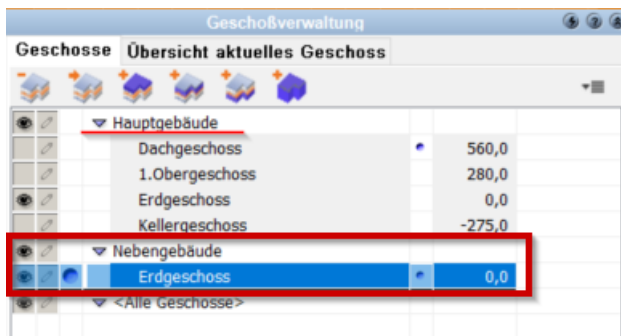 Geschoßverwaltung
Geschosse Übersicht aktuelles Geschoss
Hauptgebäude
Dachgeschoss 560,0
1.Obergeschoss 280,0
Erdgeschoss 0,0
Kellergeschoss -275,0
Nebengebäude
Erdgeschoss 0,0
<Alle Geschosse>